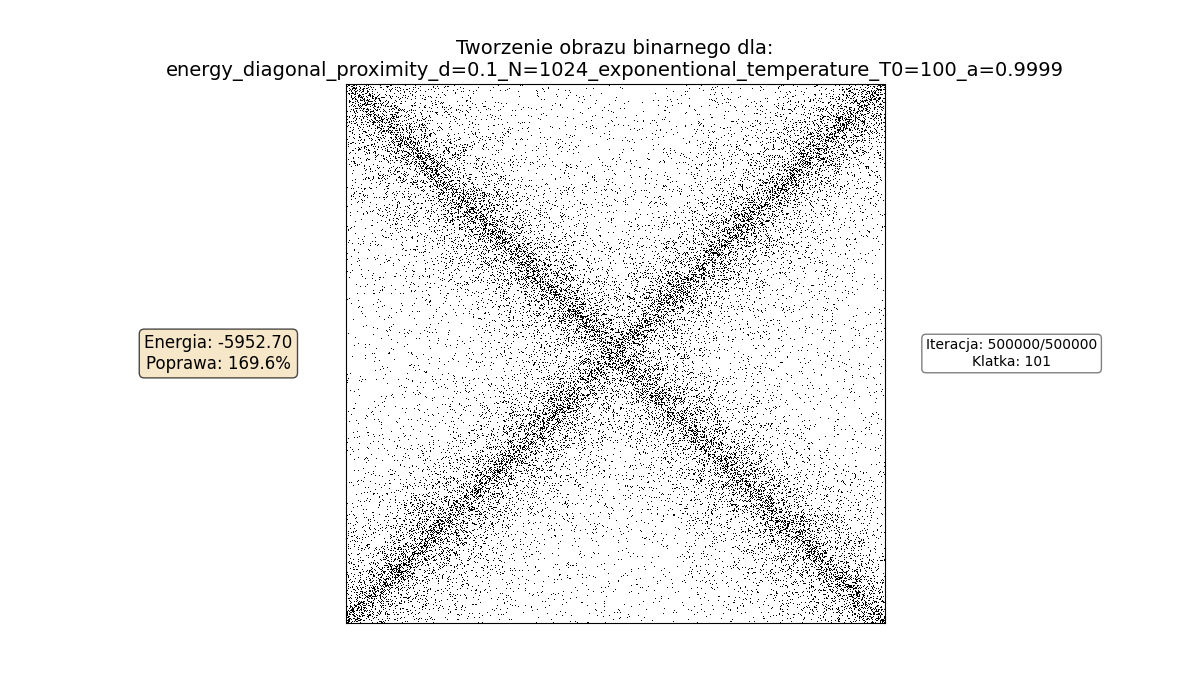 Tworzenie obrazu binarnego dla:
energy_diagonal_proximity_d=0.1_N=1024_exponentional_temperature_T0=100_a=0.9999
Energia: -5952.70
Poprawa: 169.6%
Iteracja: 500000/500000
Klatka: 101